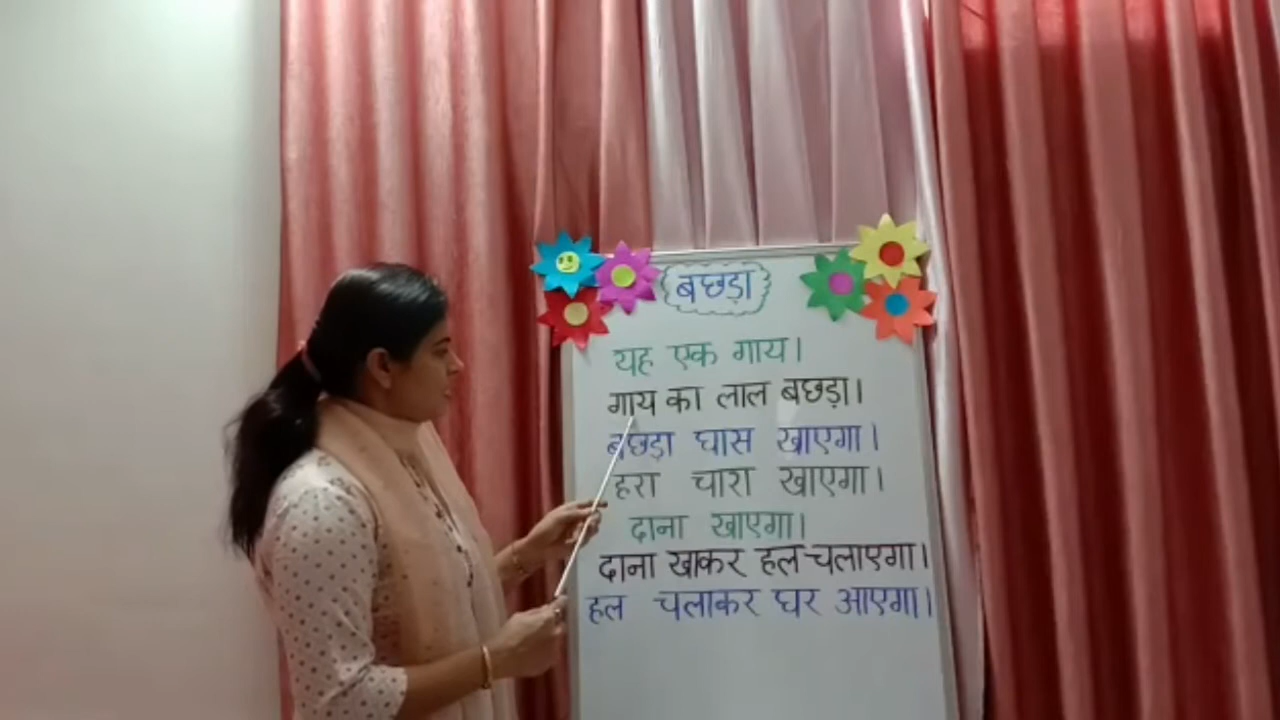 बछड़ा
यह एक गाय।
गाय का लाल बछड़ा।
बछड़ा घास खाएगा।
हरा चारा खाएगा।
दाना खाएगा।
दाना खाकर हल चलाएगा।
हल चलाकर घर आएगा।